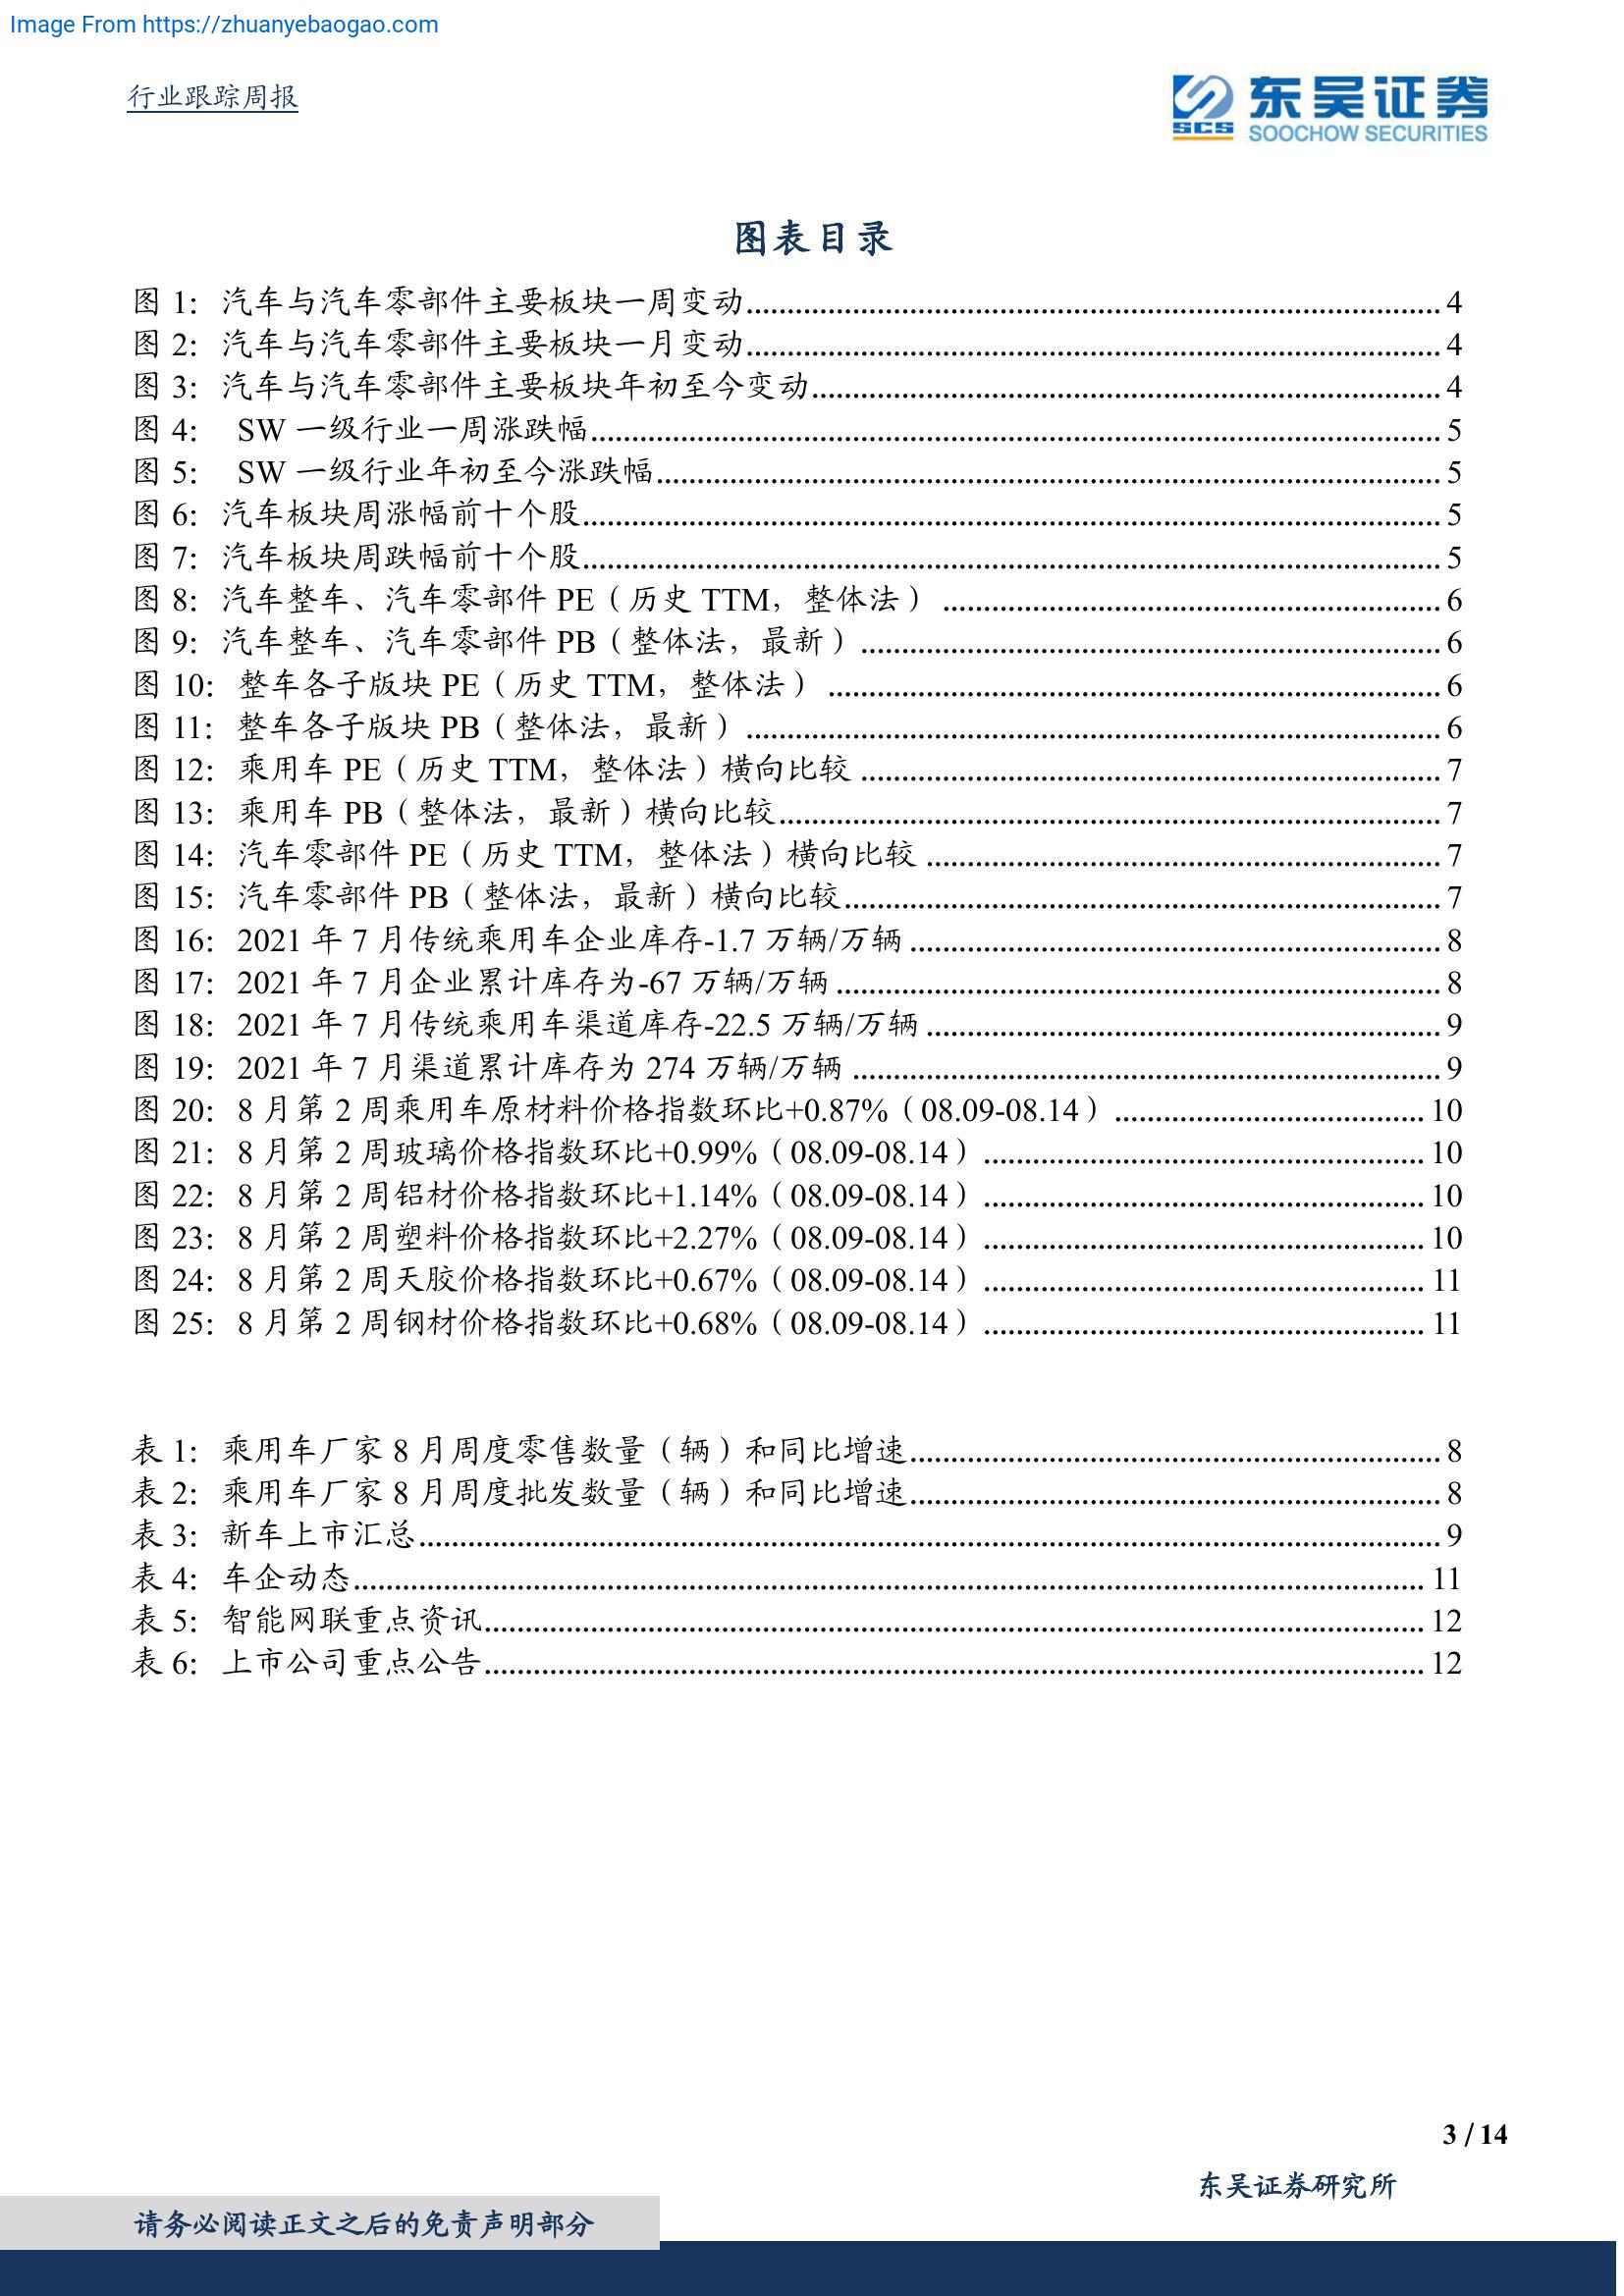 Image From https://zhuanyebaogao.com
行业跟踪周报
东吴证券
SCS
SOOCHOW SECURITIES
图表目录
图 1: 汽车与汽车零部件主要板块一周变动 4
图 2: 汽车与汽车零部件主要板块一月变动 4
图 3: 汽车与汽车零部件主要板块年初至今变动 4
图 4: SW 一级行业一周涨跌幅 5
图 5: SW 一级行业年初至今涨跌幅 5
图 6: 汽车板块周涨幅前十个股 5
图 7: 汽车板块周跌幅前十个股 5
图 8: 汽车整车、汽车零部件 PE（历史 TTM，整体法） 6
图 9: 汽车整车、汽车零部件 PB（整体法，最新） 6
图 10: 整车各子版块 PE（历史 TTM，整体法） 6
图 11: 整车各子版块 PB（整体法，最新） 6
图 12: 乘用车 PE（历史 TTM，整体法）横向比较 7
图 13: 乘用车 PB（整体法，最新）横向比较 7
图 14: 汽车零部件 PE（历史 TTM，整体法）横向比较 7
图 15: 汽车零部件 PB（整体法，最新）横向比较 7
图 16: 2021 年 7 月传统乘用车企业库存-1.7 万辆/万辆 8
图 17: 2021 年 7 月企业累计库存为-67 万辆/万辆 8
图 18: 2021 年 7 月传统乘用车渠道库存-22.5 万辆/万辆 9
图 19: 2021 年 7 月渠道累计库存为 274 万辆/万辆 9
图 20: 8 月第 2 周乘用车原材料价格指数环比+0.87%（08.09-08.14） 10
图 21: 8 月第 2 周玻璃价格指数环比+0.99%（08.09-08.14） 10
图 22: 8 月第 2 周铝材价格指数环比+1.14%（08.09-08.14） 10
图 23: 8 月第 2 周塑料价格指数环比+2.27%（08.09-08.14） 10
图 24: 8 月第 2 周天胶价格指数环比+0.67%（08.09-08.14） 11
图 25: 8 月第 2 周钢材价格指数环比+0.68%（08.09-08.14） 11
表 1: 乘用车厂家 8 月周度零售数量（辆）和同比增速 8
表 2: 乘用车厂家 8 月周度批发数量（辆）和同比增速 8
表 3: 新车上市汇总 9
表 4: 车企动态 11
表 5: 智能网联重点资讯 12
表 6: 上市公司重点公告 12
3 / 14
东吴证券研究所
请务必阅读正文之后的免责声明部分